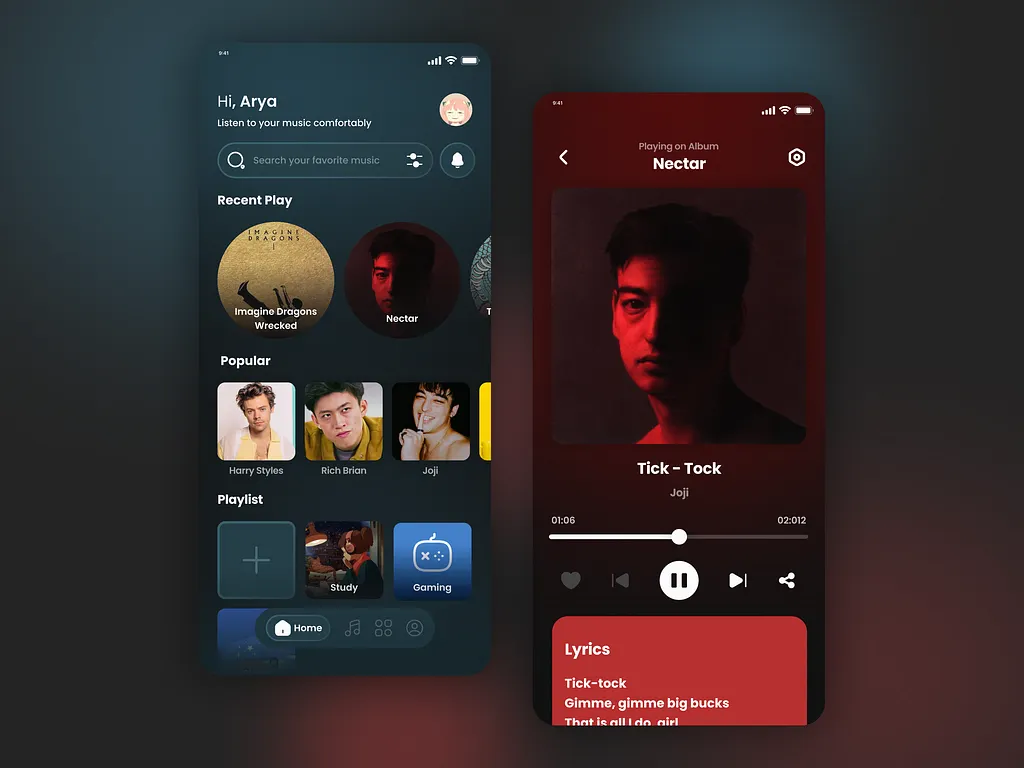 9:41
Hi, Arya
Listen to your music comfortably
Search your favorite music
Recent Play
IMAGINE
DRAGONS
Imagine Dragons
Wrecked
Nectar
T
Popular
Harry Styles
Rich Brian
Joji
Playlist
Study
Gaming
Home
9:41
Playing on Album
Nectar
Tick - Tock
Joji
01:06
02:012
Lyrics
Tick-tock
Gimme, gimme big bucks
That is all I do, girl